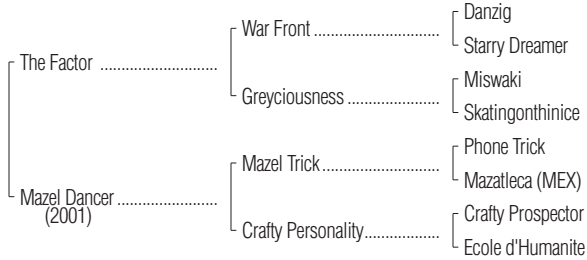 Danzig
War Front ............................
Starry Dreamer
The Factor ..........................
Miswaki
Greyciousness .....................
Skatingonthinice
Phone Trick
Mazel Trick ..........................
Mazatleca (MEX)
Mazel Dancer ......................
(2001)
Crafty Prospector
Crafty Personality.................
Ecole d'Humanite